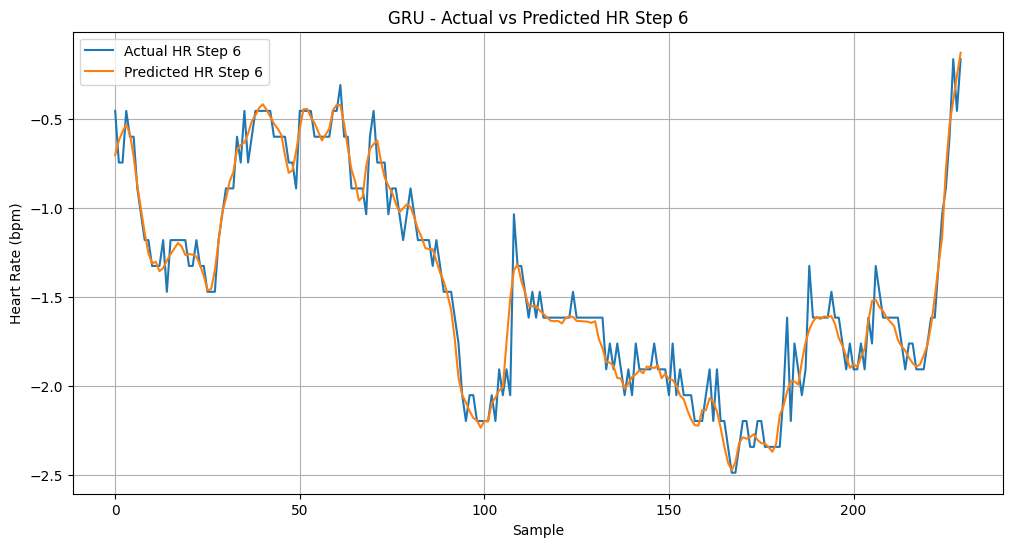 GRU - Actual vs Predicted HR Step 6
Actual HR Step 6
Predicted HR Step 6
Heart Rate (bpm)
−0.5
−1.0
−1.5
−2.0
−2.5
0
50
100
150
200
Sample